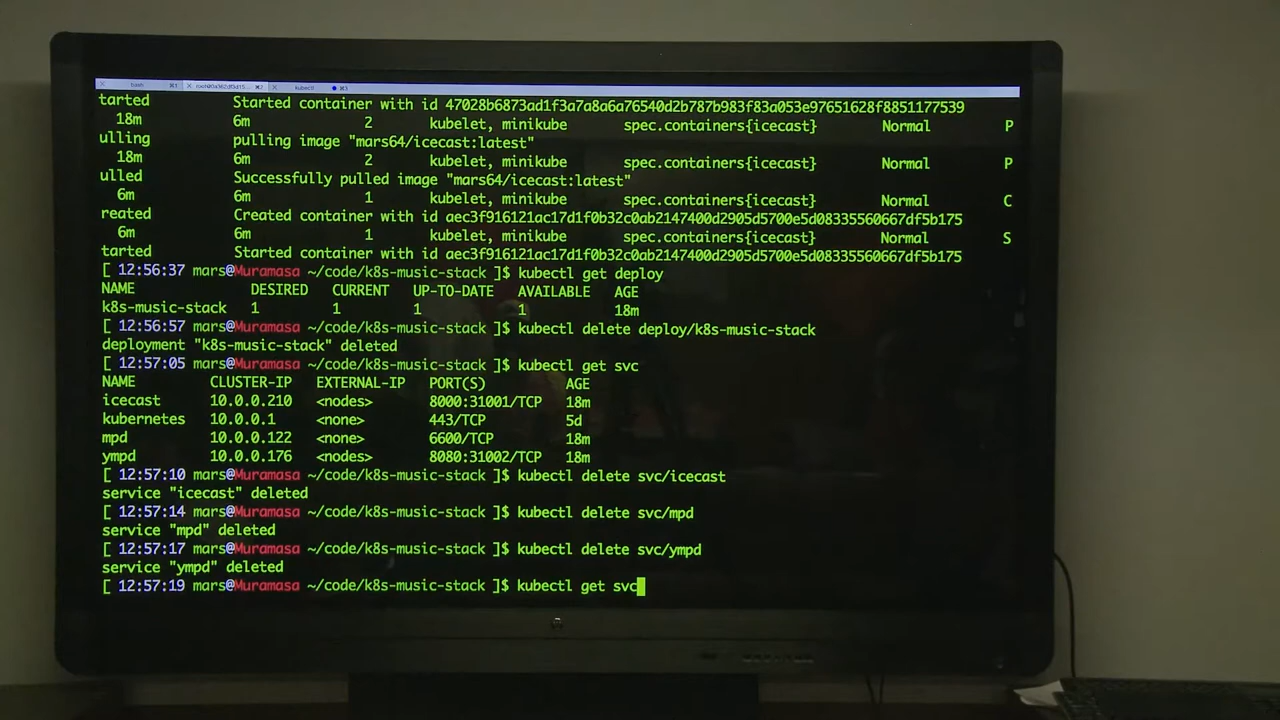 bash ⌘1 ⌘2 kubectl ⌘3
tarted Started container with id 47028b6873ad1f3a7a8a6a76540d2b787b983f83a053e97651628f8851177539
18m 6m 2 kubelet, minikube spec.containers{icecast} Normal P
ulling pulling image "mars64/icecast:latest"
18m 6m 2 kubelet, minikube spec.containers{icecast} Normal P
ulled Successfully pulled image "mars64/icecast:latest"
6m 6m 1 kubelet, minikube spec.containers{icecast} Normal C
reated Created container with id aec3f916121ac17d1f0b32c0ab2147400d2905d5700e5d08335560667df5b175
6m 6m 1 kubelet, minikube spec.containers{icecast} Normal S
tarted Started container with id aec3f916121ac17d1f0b32c0ab2147400d2905d5700e5d08335560667df5b175
[ 12:56:37 mars@Muramasa ~/code/k8s-music-stack ]$ kubectl get deploy
NAME DESIRED CURRENT UP-TO-DATE AVAILABLE AGE
k8s-music-stack 1 1 1 1 18m
[ 12:56:57 mars@Muramasa ~/code/k8s-music-stack ]$ kubectl delete deploy/k8s-music-stack
deployment "k8s-music-stack" deleted
[ 12:57:05 mars@Muramasa ~/code/k8s-music-stack ]$ kubectl get svc
NAME CLUSTER-IP EXTERNAL-IP PORT(S) AGE
icecast 10.0.0.210 <nodes> 8000:31001/TCP 18m
kubernetes 10.0.0.1 <none> 443/TCP 5d
mpd 10.0.0.122 <none> 6600/TCP 18m
ympd 10.0.0.176 <nodes> 8080:31002/TCP 18m
[ 12:57:10 mars@Muramasa ~/code/k8s-music-stack ]$ kubectl delete svc/icecast
service "icecast" deleted
[ 12:57:14 mars@Muramasa ~/code/k8s-music-stack ]$ kubectl delete svc/mpd
service "mpd" deleted
[ 12:57:17 mars@Muramasa ~/code/k8s-music-stack ]$ kubectl delete svc/ympd
service "ympd" deleted
[ 12:57:19 mars@Muramasa ~/code/k8s-music-stack ]$ kubectl get svc
hp